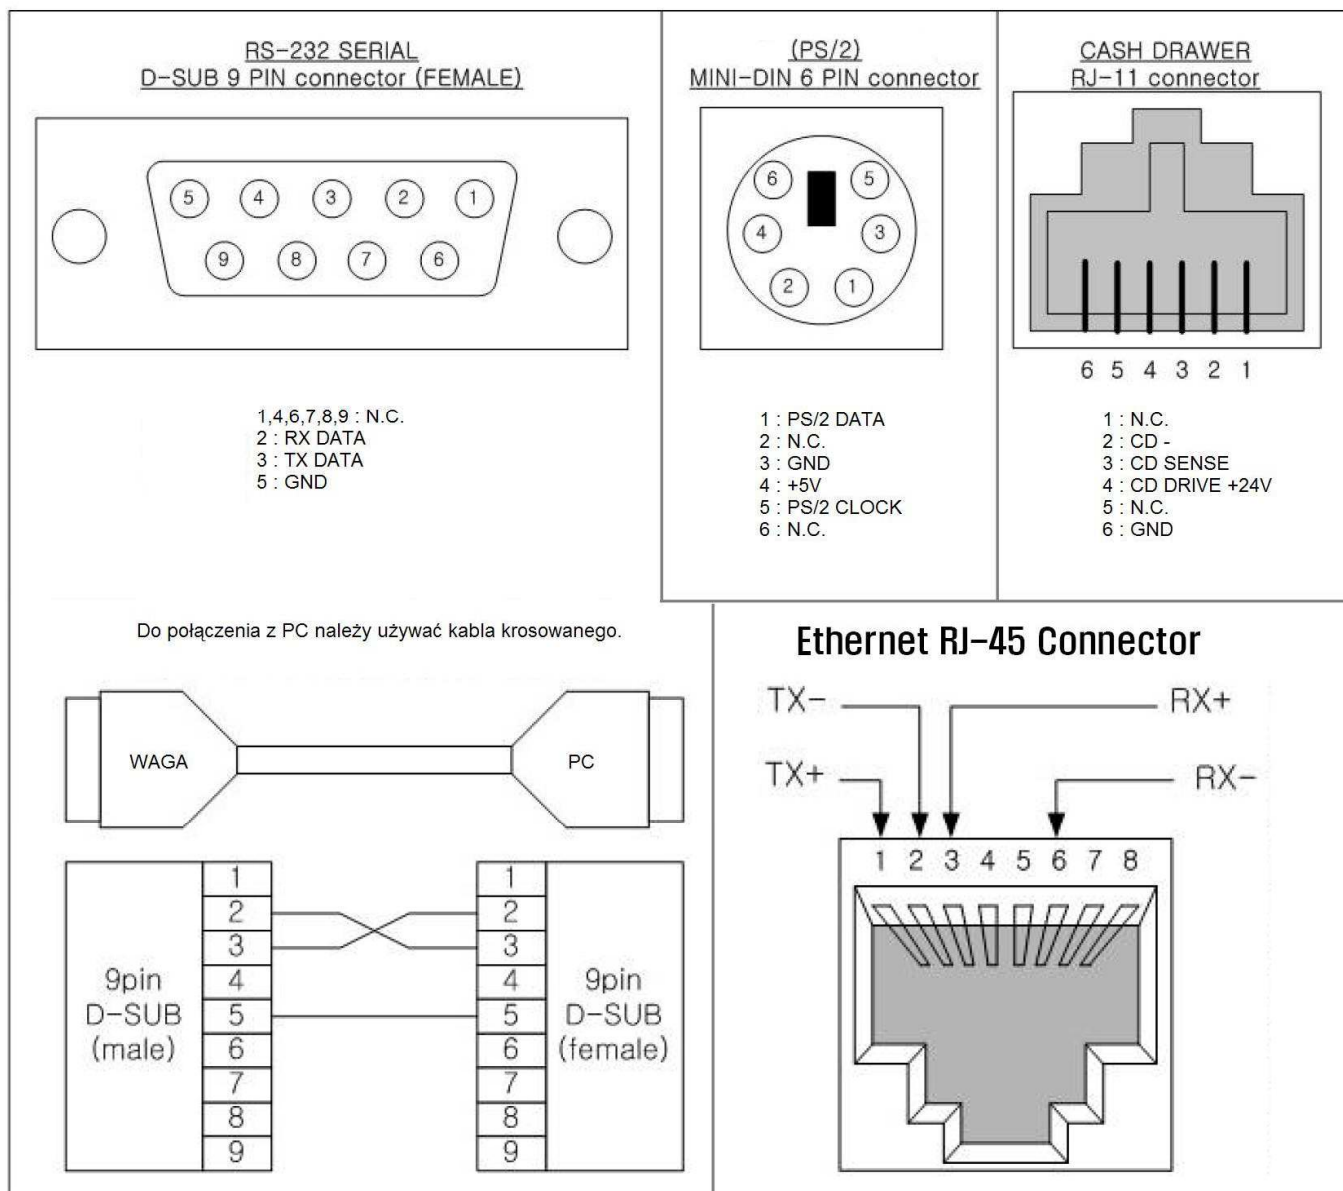 RS-232 SERIAL
D-SUB 9 PIN connector (FEMALE)
5 4 3 2 1
9 8 7 6
1,4,6,7,8,9 : N.C.
2 : RX DATA
3 : TX DATA
5 : GND
(PS/2)
MINI-DIN 6 PIN connector
6 5
4 3
2 1
1 : PS/2 DATA
2 : N.C.
3 : GND
4 : +5V
5 : PS/2 CLOCK
6 : N.C.
CASH DRAWER
RJ-11 connector
6 5 4 3 2 1
1 : N.C.
2 : CD -
3 : CD SENSE
4 : CD DRIVE +24V
5 : N.C.
6 : GND
Do połączenia z PC należy używać kabla krosowanego.
WAGA PC
9pin
D-SUB
(male)
1
2
3
4
5
6
7
8
9
1
2
3
4
5
6
7
8
9
9pin
D-SUB
(female)
Ethernet RJ-45 Connector
TX- RX+
TX+ RX-
1 2 3 4 5 6 7 8